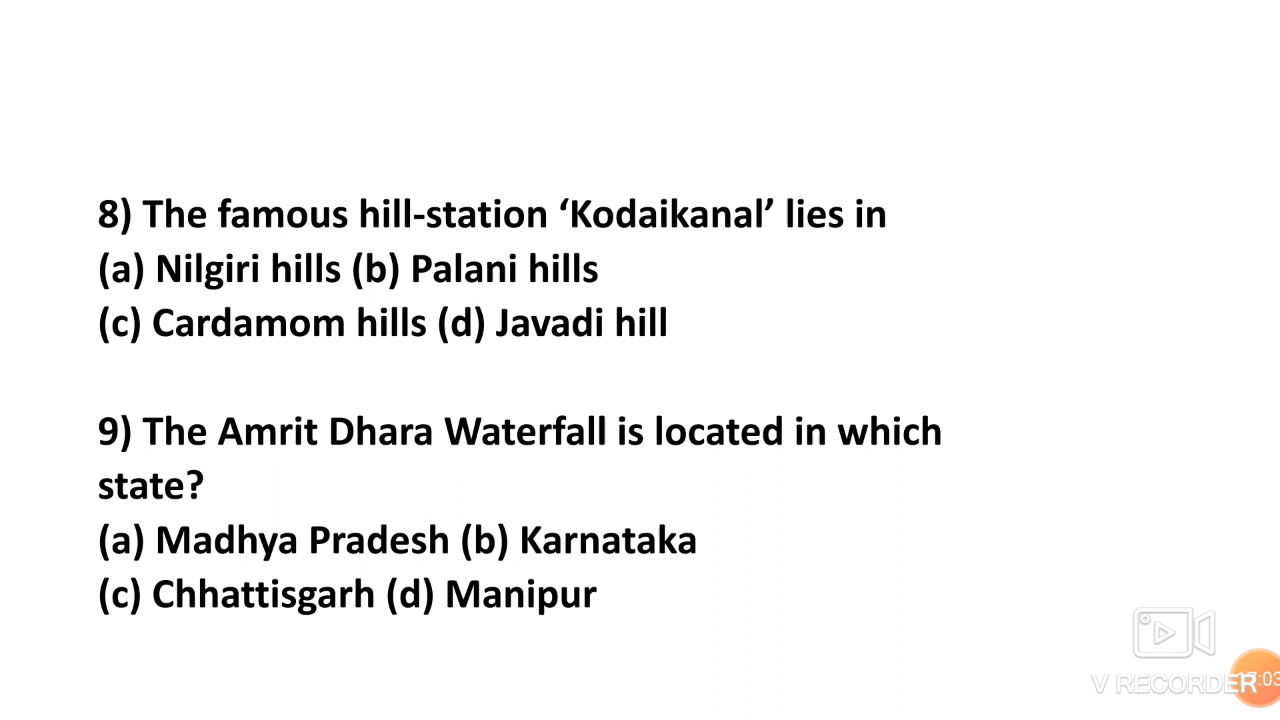 8) The famous hill-station ‘Kodaikanal’ lies in
(a) Nilgiri hills (b) Palani hills
(c) Cardamom hills (d) Javadi hill
9) The Amrit Dhara Waterfall is located in which
state?
(a) Madhya Pradesh (b) Karnataka
(c) Chhattisgarh (d) Manipur
V RECORDER